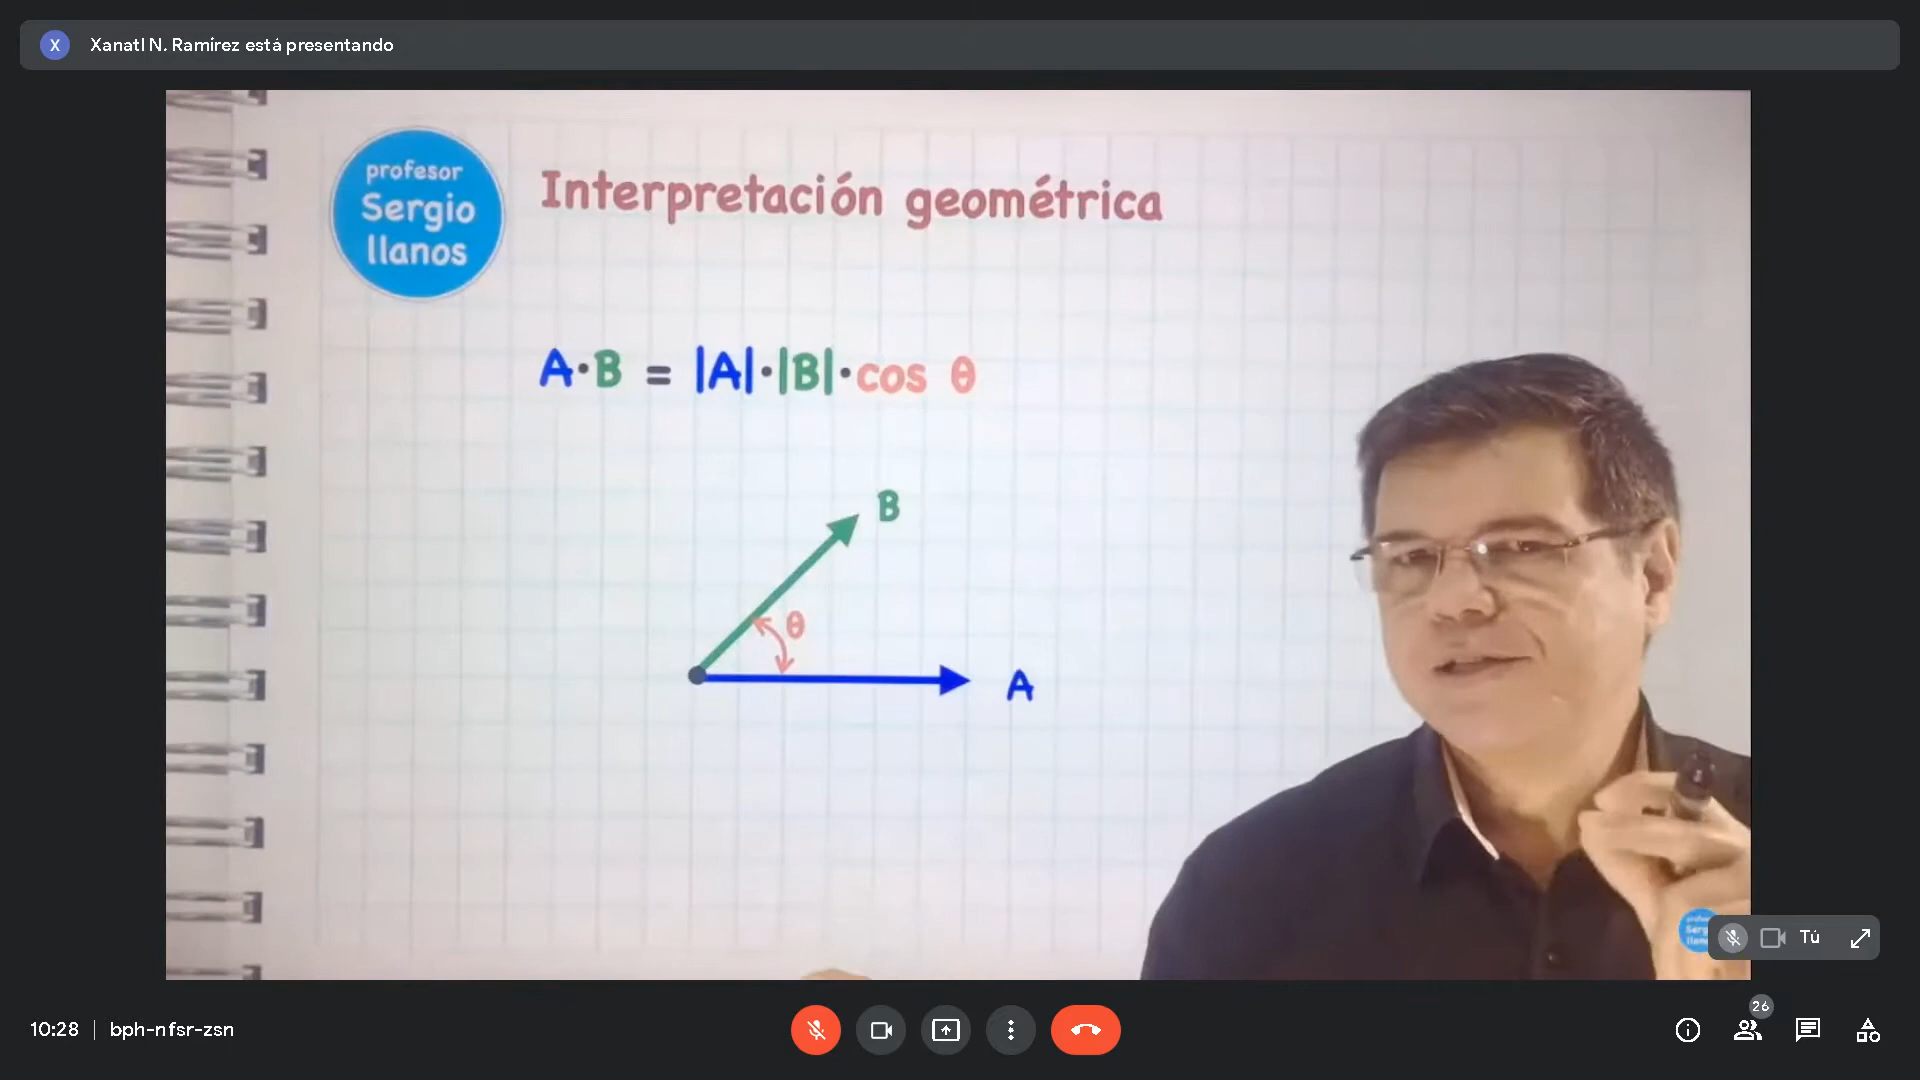 X
Xanatl N. Ramírez está presentando
profesor
Sergio
llanos
Interpretación geométrica
A·B = |A|·|B|·cos θ
B
θ
A
Tú
10:28 | bph-nfsr-zsn
26